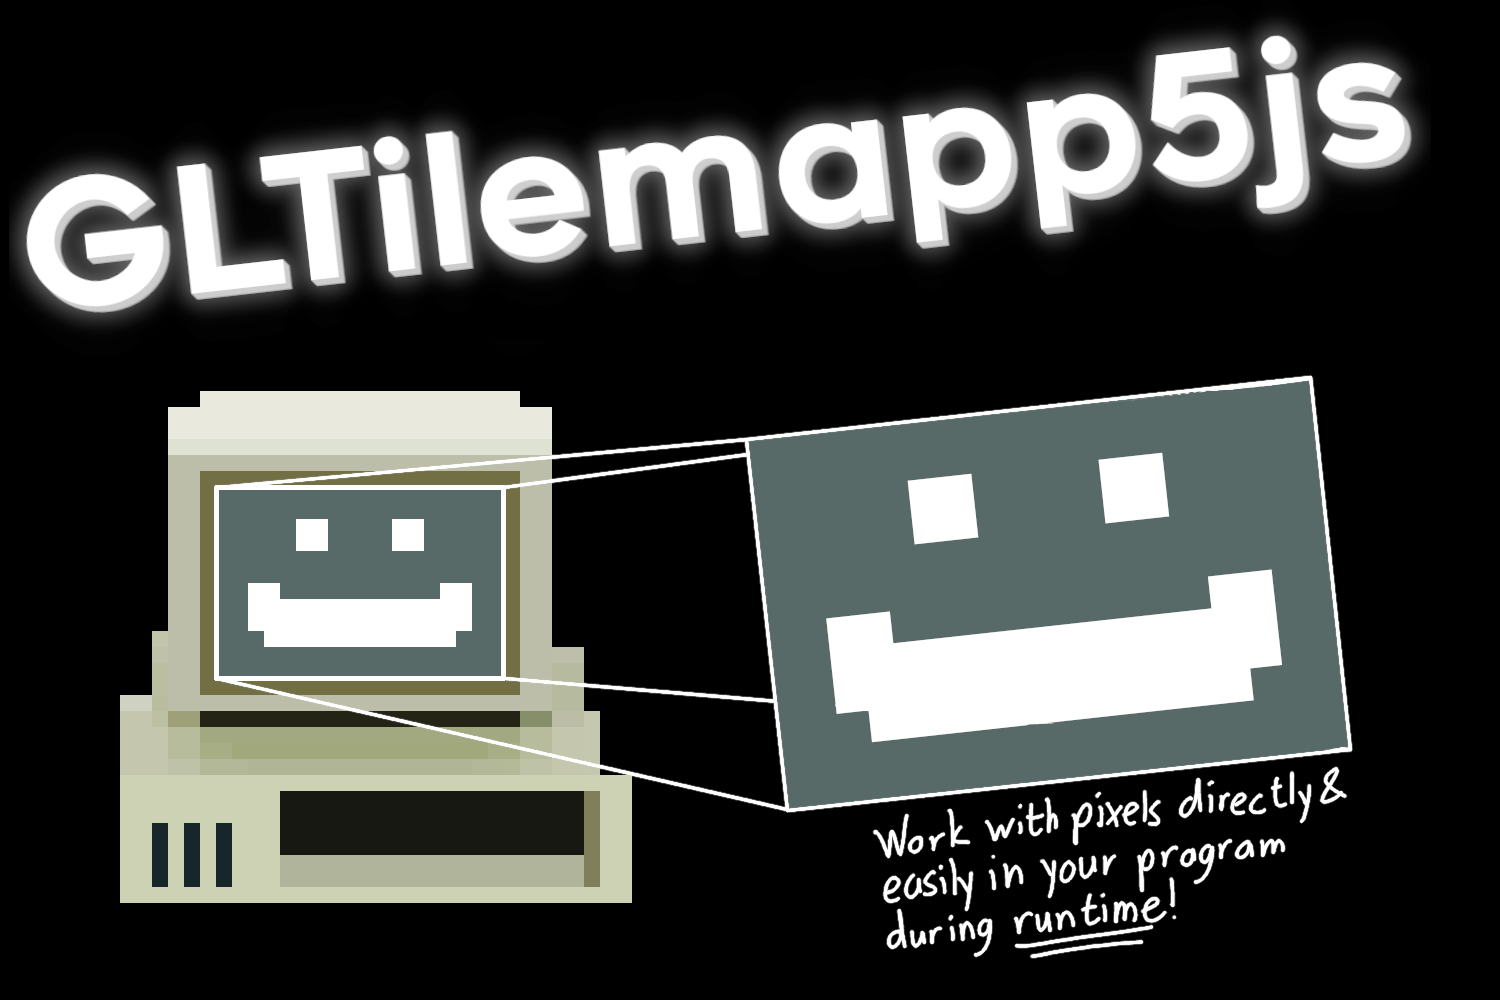 GLTilemapp5js
Work with pixels directly &
easily in your program
during runtime!